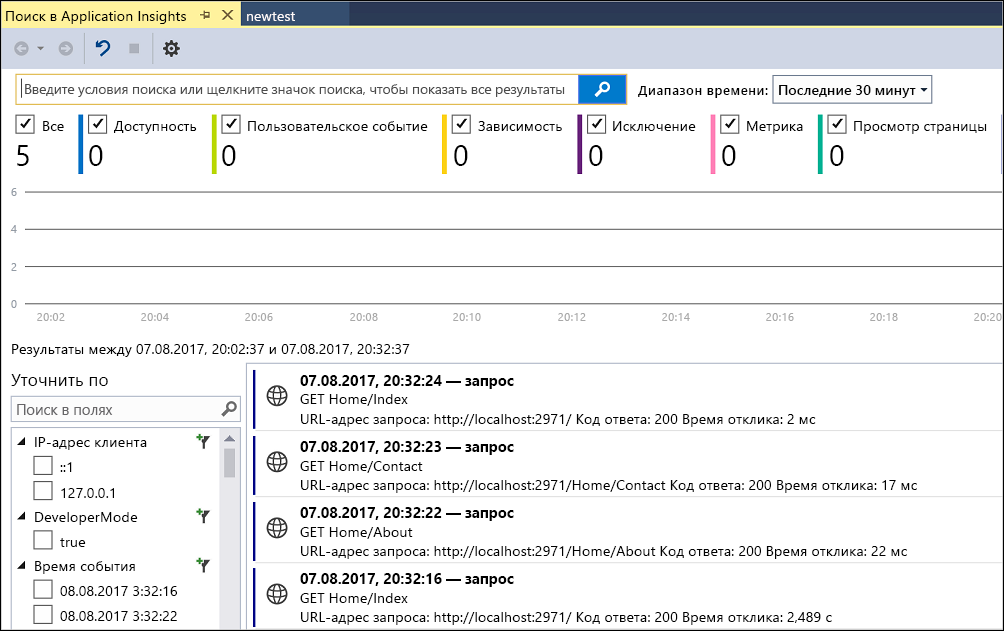 Поиск в Application Insights
newtest
Введите условия поиска или щелкните значок поиска, чтобы показать все результаты
Диапазон времени: Последние 30 минут
Все
Доступность
Пользовательское событие
Зависимость
Исключение
Метрика
Просмотр страницы
5
0
0
0
0
0
0
6
4
2
0
20:02
20:04
20:06
20:08
20:10
20:12
20:14
20:16
20:18
20:20
Результаты между 07.08.2017, 20:02:37 и 07.08.2017, 20:32:37
Уточнить по
Поиск в полях
IP-адрес клиента
::1
127.0.0.1
DeveloperMode
true
Время события
08.08.2017 3:32:16
08.08.2017 3:32:22
07.08.2017, 20:32:24 — запрос
GET Home/Index
URL-адрес запроса: http://localhost:2971/ Код ответа: 200 Время отклика: 2 мс
07.08.2017, 20:32:23 — запрос
GET Home/Contact
URL-адрес запроса: http://localhost:2971/Home/Contact Код ответа: 200 Время отклика: 17 мс
07.08.2017, 20:32:22 — запрос
GET Home/About
URL-адрес запроса: http://localhost:2971/Home/About Код ответа: 200 Время отклика: 22 мс
07.08.2017, 20:32:16 — запрос
GET Home/Index
URL-адрес запроса: http://localhost:2971/ Код ответа: 200 Время отклика: 2,489 с